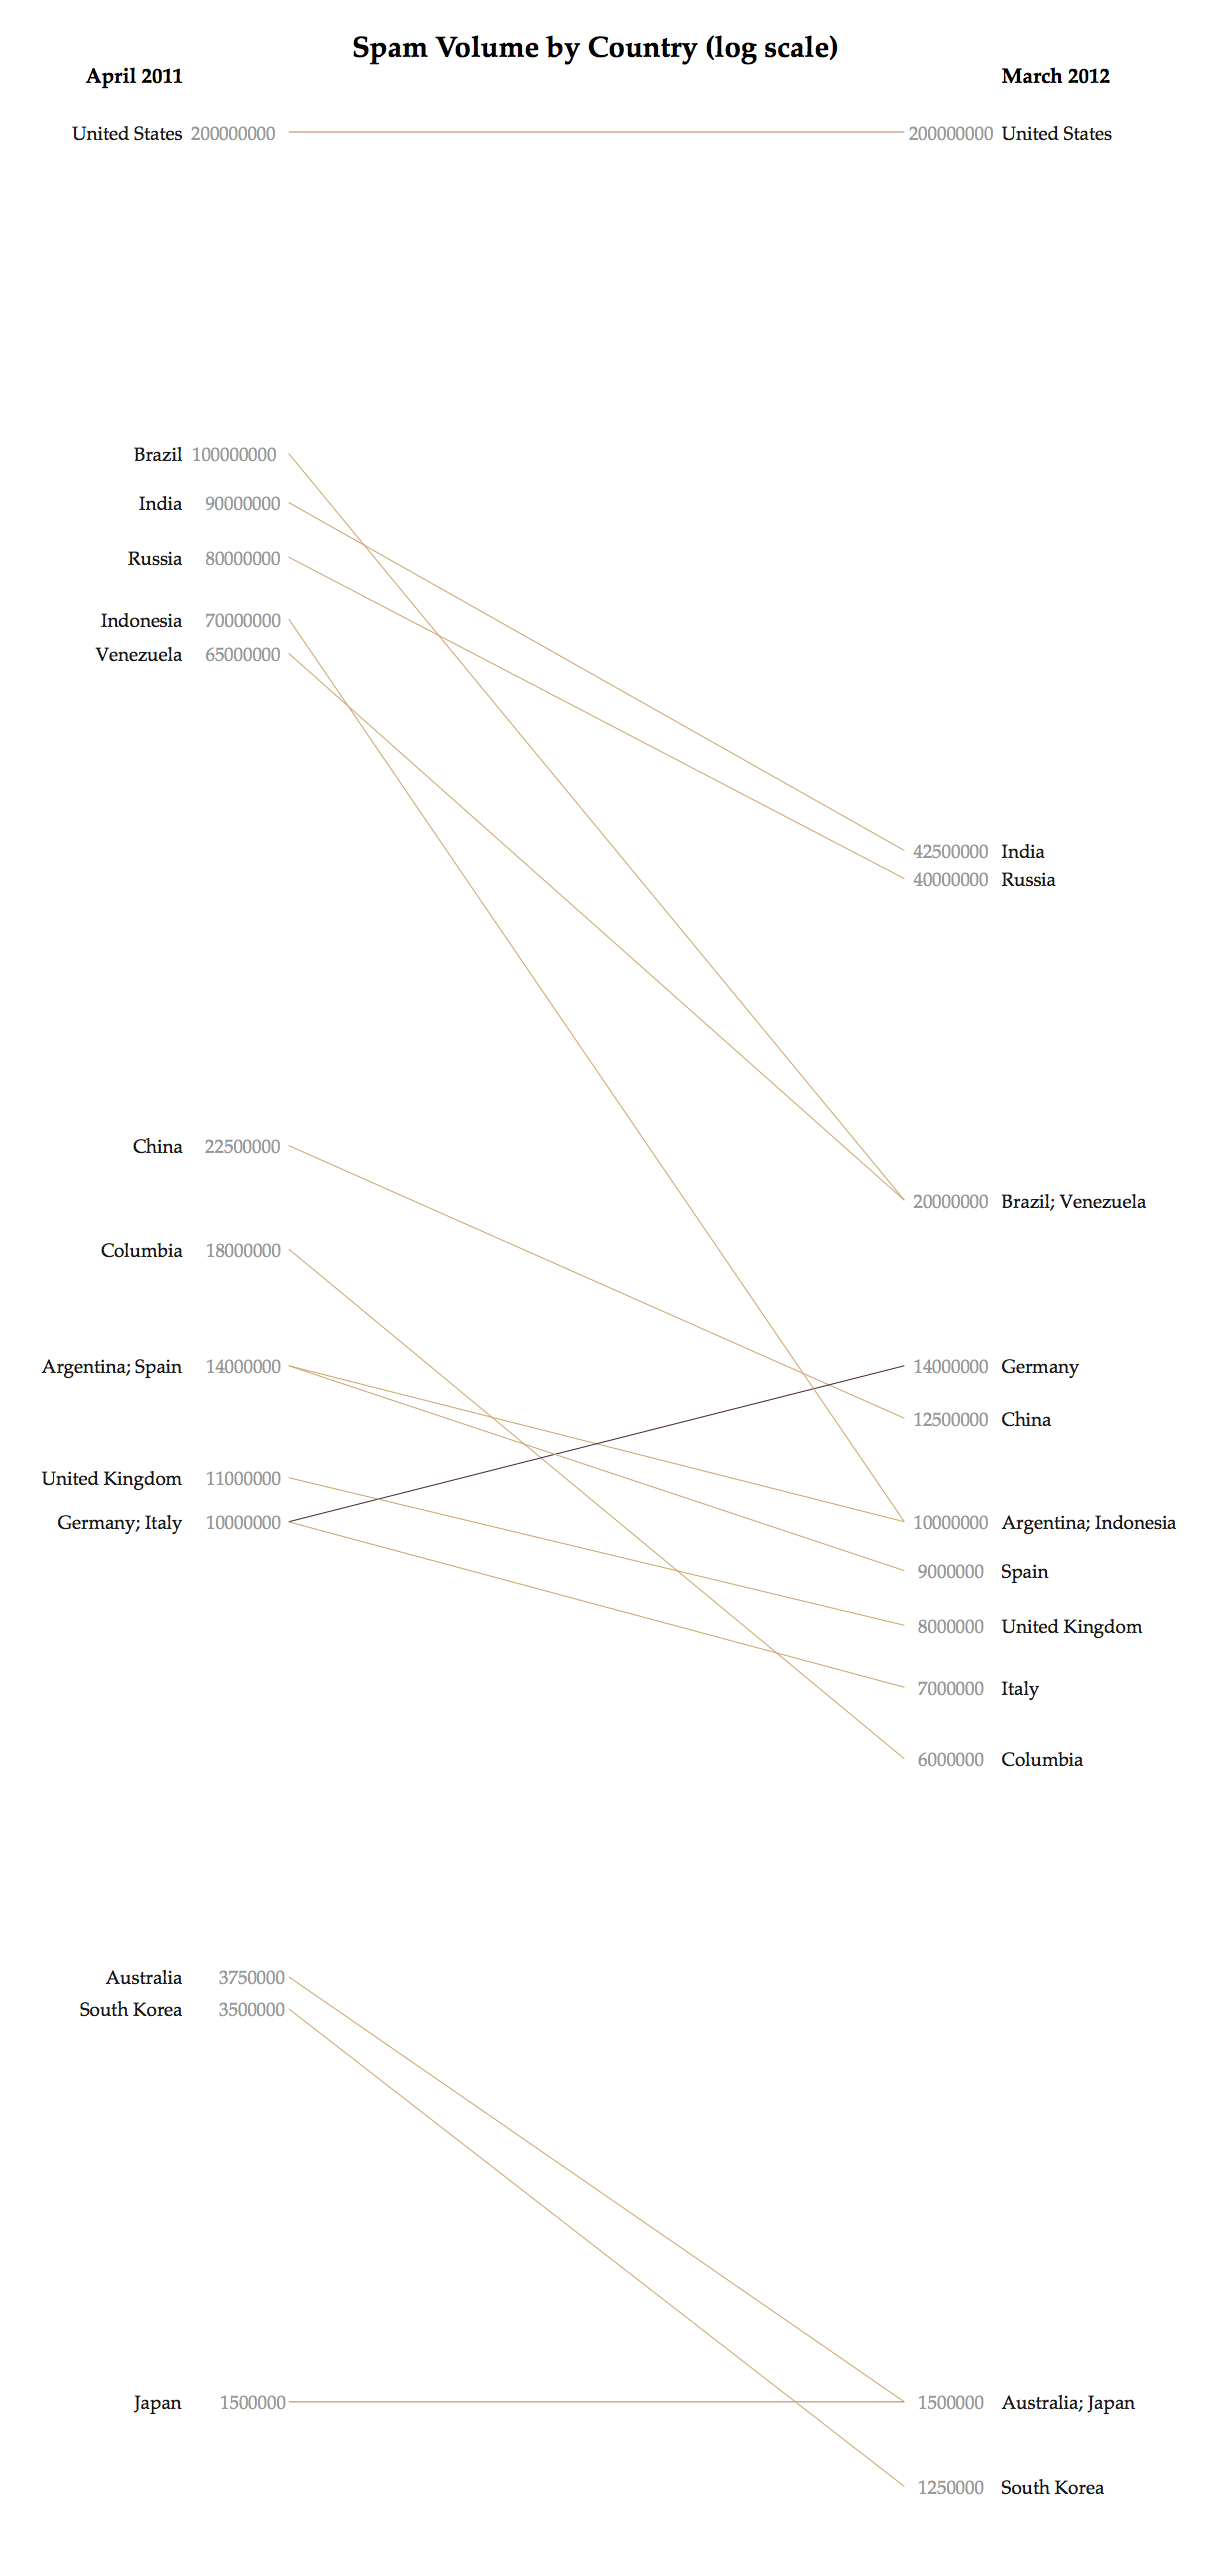 Spam Volume by Country (log scale)
April 2011 March 2012
United States 200000000 200000000 United States
Brazil 100000000
India 90000000
Russia 80000000
Indonesia 70000000
Venezuela 65000000
42500000 India
40000000 Russia
China 22500000
20000000 Brazil; Venezuela
Columbia 18000000
Argentina; Spain 14000000 14000000 Germany
12500000 China
United Kingdom 11000000
Germany; Italy 10000000 10000000 Argentina; Indonesia
9000000 Spain
8000000 United Kingdom
7000000 Italy
6000000 Columbia
Australia 3750000
South Korea 3500000
Japan 1500000 1500000 Australia; Japan
1250000 South Korea